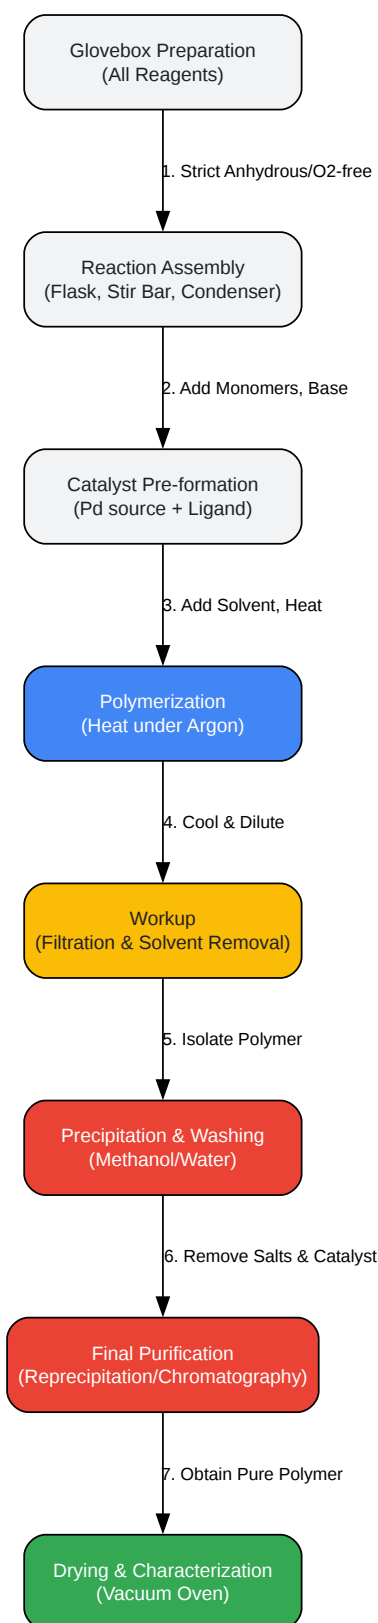 Glovebox Preparation
(All Reagents)
1. Strict Anhydrous/O2-free
Reaction Assembly
(Flask, Stir Bar, Condenser)
2. Add Monomers, Base
Catalyst Pre-formation
(Pd source + Ligand)
3. Add Solvent, Heat
Polymerization
(Heat under Argon)
4. Cool & Dilute
Workup
(Filtration & Solvent Removal)
5. Isolate Polymer
Precipitation & Washing
(Methanol/Water)
6. Remove Salts & Catalyst
Final Purification
(Reprecipitation/Chromatography)
7. Obtain Pure Polymer
Drying & Characterization
(Vacuum Oven)